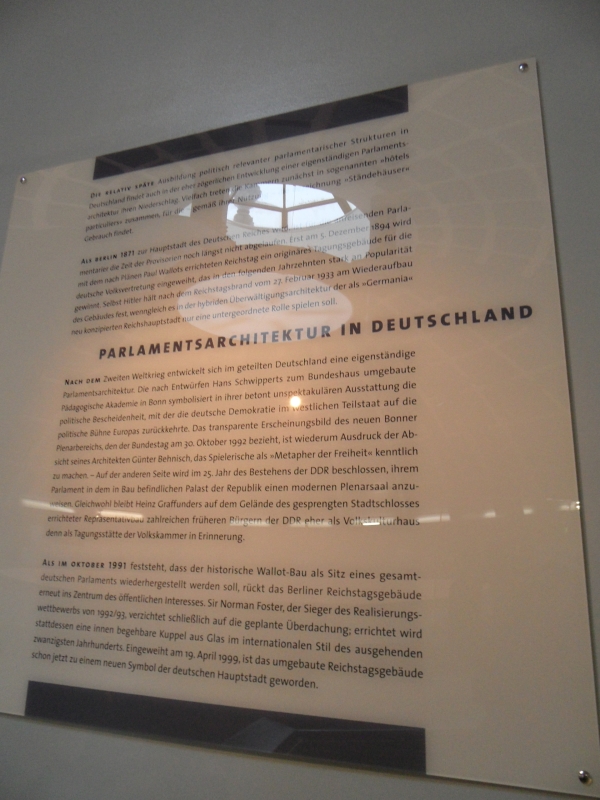 DIE RELATIV SPÄTE Ausbildung politisch relevanter parlamentarischer Strukturen in
Deutschland findet auch in der eher zögerlichen Entwicklung einer eigenständigen Parlaments-
architektur ihren Niederschlag. Vielfach treten die Kammern zunächst in sogenannten »hôtels
particuliers« zusammen, für die gemäß ihrer Nutzung die Bezeichnung »Ständehäuser«
Gebrauch findet.
ALS BERLIN 1871 zur Hauptstadt des Deutschen Reiches Parla-
mentarier die Zeit der Provisorien noch längst nicht abgelaufen. Erst am 5. Dezember 1894 wird
mit dem nach Plänen Paul Wallots errichteten Reichstag ein originäres Tagungsgebäude für die
deutsche Volksvertretung eingeweiht, das in den folgenden Jahrzehnten stark an Popularität
gewinnt. Selbst Hitler hält nach dem Reichstagsbrand vom 27. Februar 1933 am Wiederaufbau
des Gebäudes fest, wenngleich es in der hybriden Überwältigungsarchitektur der als »Germania«
neu konzipierten Reichshauptstadt nur eine untergeordnete Rolle spielen soll.
PARLAMENTSARCHITEKTUR IN DEUTSCHLAND
NACH DEM Zweiten Weltkrieg entwickelt sich im geteilten Deutschland eine eigenständige
Parlamentsarchitektur. Die nach Entwürfen Hans Schwipperts zum Bundeshaus umgebaute
Pädagogische Akademie in Bonn symbolisiert in ihrer betont unspektakulären Ausstattung die
politische Bescheidenheit, mit der die deutsche Demokratie im westlichen Teilstaat auf die
politische Bühne Europas zurückkehrte. Das transparente Erscheinungsbild des neuen Bonner
Plenarbereichs, den der Bundestag am 30. Oktober 1992 bezieht, ist wiederum Ausdruck der Ab-
sicht seines Architekten Günter Behnisch, das Spielerische als »Metapher der Freiheit« kenntlich
zu machen. – Auf der anderen Seite wird im 25. Jahr des Bestehens der DDR beschlossen, ihrem
Parlament in dem in Bau befindlichen Palast der Republik einen modernen Plenarsaal anzu-
weisen. Gleichwohl bleibt Heinz Graffunders auf dem Gelände des gesprengten Stadtschlosses
errichteter Repräsentativbau zahlreichen früheren Bürgern der DDR eher als Volkskulturhaus
denn als Tagungsstätte der Volkskammer in Erinnerung.
ALS IM OKTOBER 1991 feststeht, dass der historische Wallot-Bau als Sitz eines gesamt-
deutschen Parlaments wiederhergestellt werden soll, rückt das Berliner Reichstagsgebäude
erneut ins Zentrum des öffentlichen Interesses. Sir Norman Foster, der Sieger des Realisierungs-
wettbewerbs von 1992/93, verzichtet schließlich auf die geplante Überdachung; errichtet wird
stattdessen eine innen begehbare Kuppel aus Glas im internationalen Stil des ausgehenden
zwanzigsten Jahrhunderts. Eingeweiht am 19. April 1999, ist das umgebaute Reichstagsgebäude
schon jetzt zu einem neuen Symbol der deutschen Hauptstadt geworden.